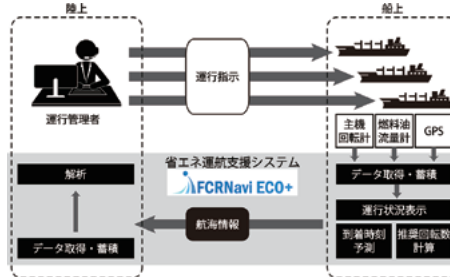 陸上
船上
運行管理者
運行指示
主機
回転計
燃料油
流量計
GPS
省エネ運航支援システム
FCRNavi ECO+
解析
データ取得・蓄積
航海情報
データ取得・蓄積
運行状況表示
到着時刻
予測
推奨回転数
計算